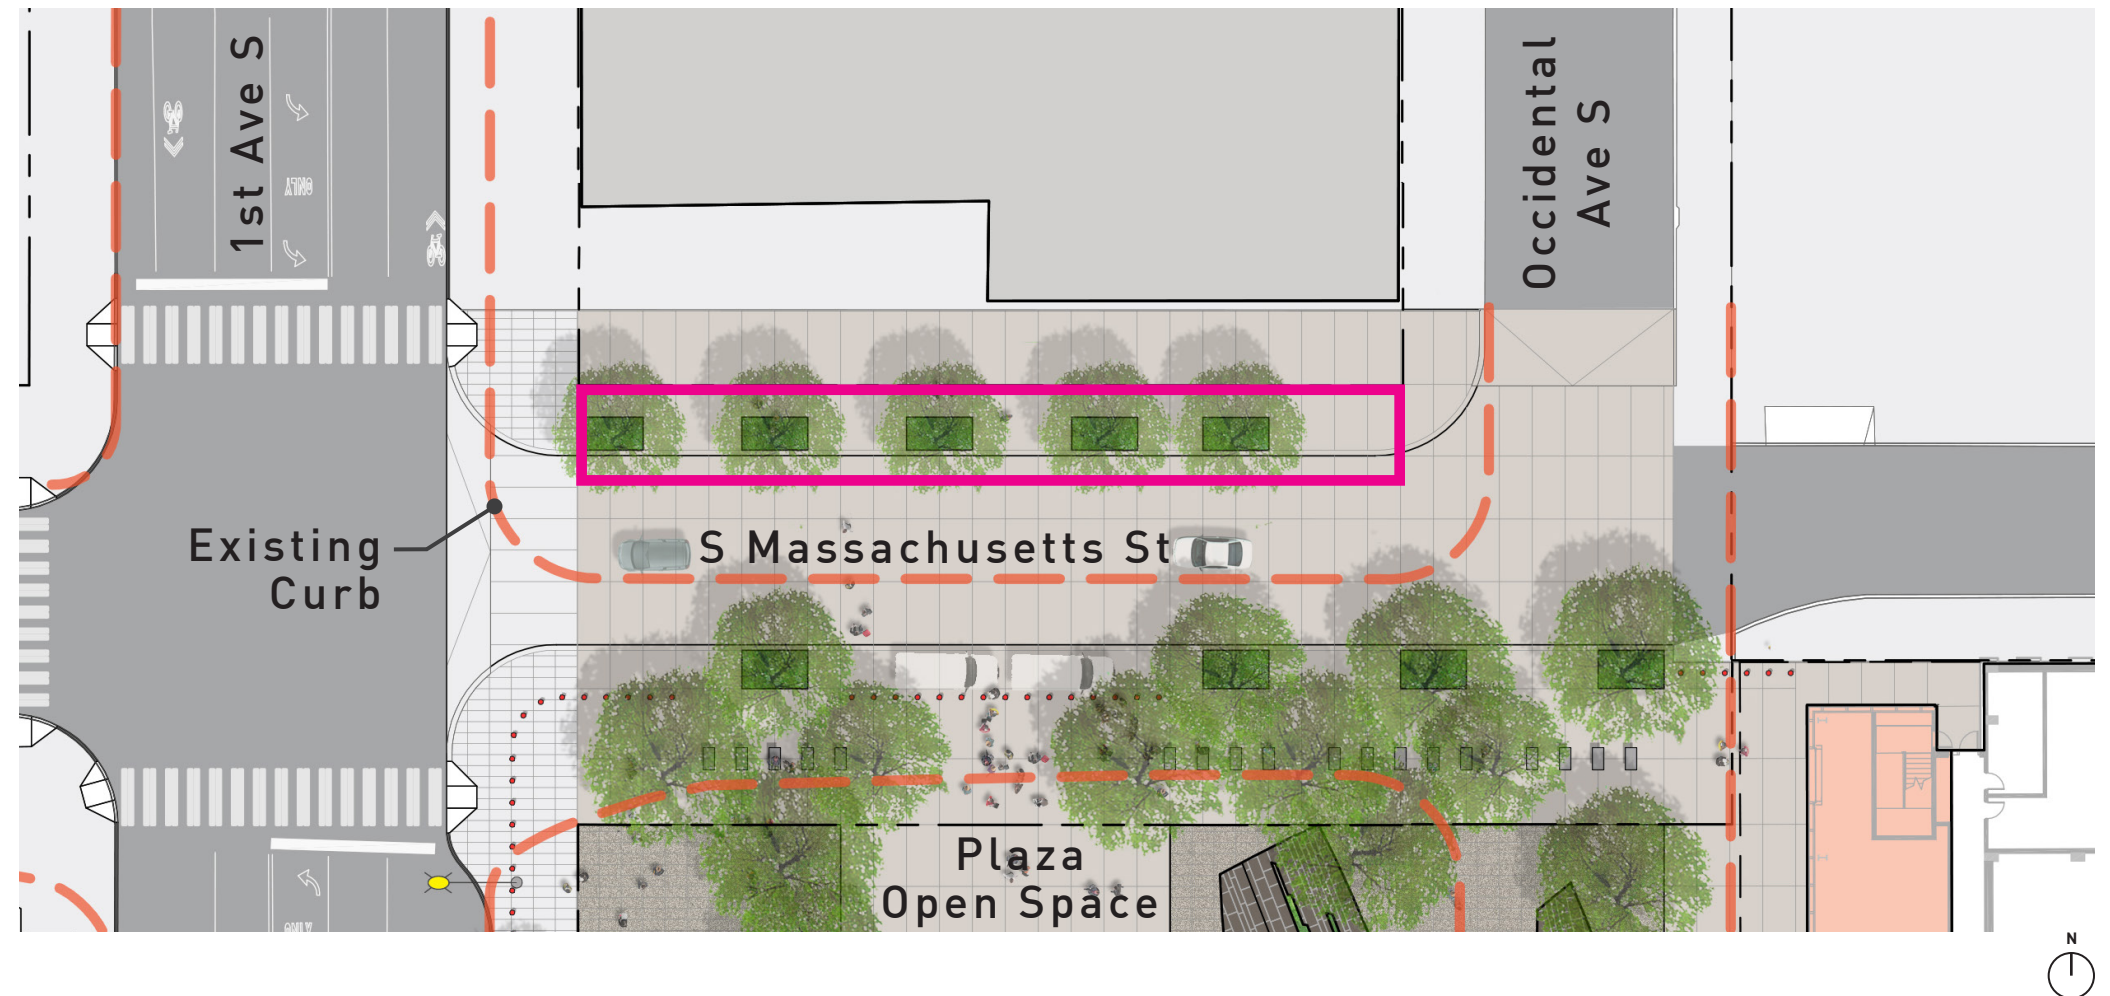 1st Ave S
ONLY
Occidental
Ave S
Existing
Curb
S Massachusetts St
Plaza
Open Space
ONLY
N